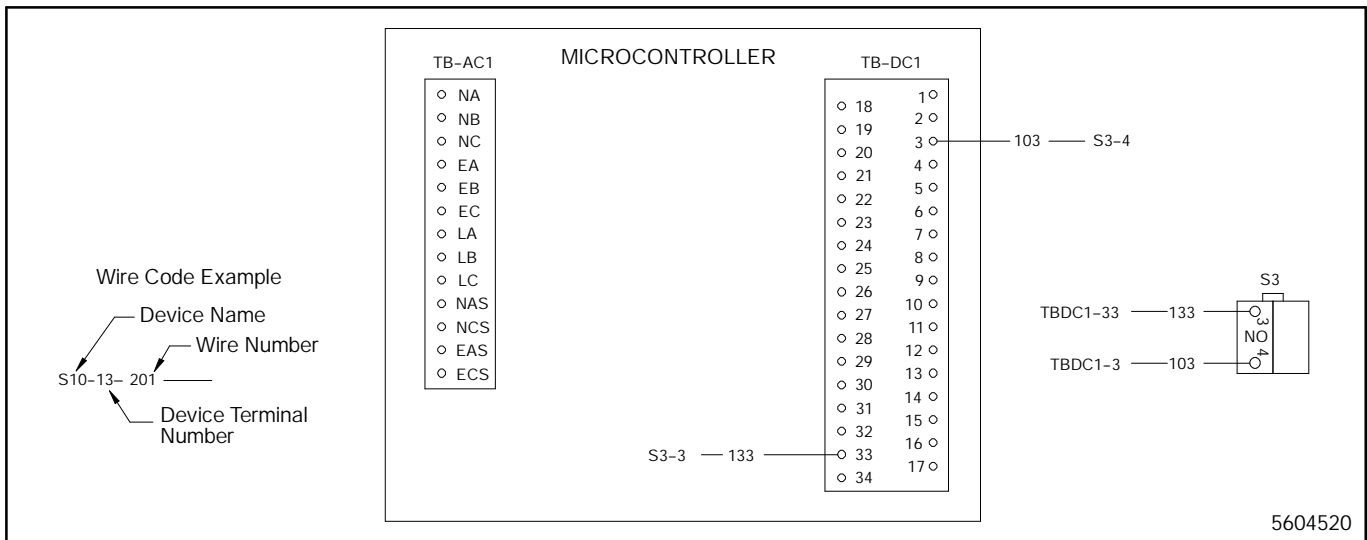 MICROCONTROLLER
TB-AC1
NA
NB
NC
EA
EB
EC
LA
LB
LC
NAS
NCS
EAS
ECS
TB-DC1
18
19
20
21
22
23
24
25
26
27
28
29
30
31
32
33
34
1
2
3
4
5
6
7
8
9
10
11
12
13
14
15
16
17
103 S3-4
S3-3 133
Wire Code Example
Device Name
Wire Number
S10-13- 201
Device Terminal
Number
S3
TBDC1-33 133
3
NO
4
TBDC1-3 103
5604520